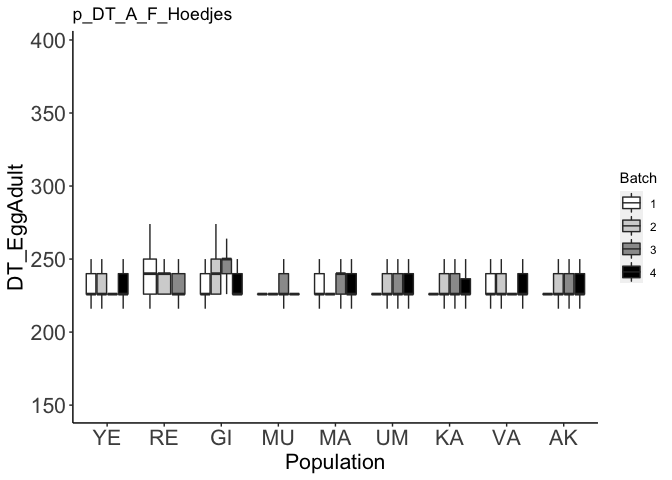 p_DT_A_F_Hoedjes
400
350
300
250
200
150
DT_EggAdult
YE RE GI MU MA UM KA VA AK
Population
Batch
1
2
3
4